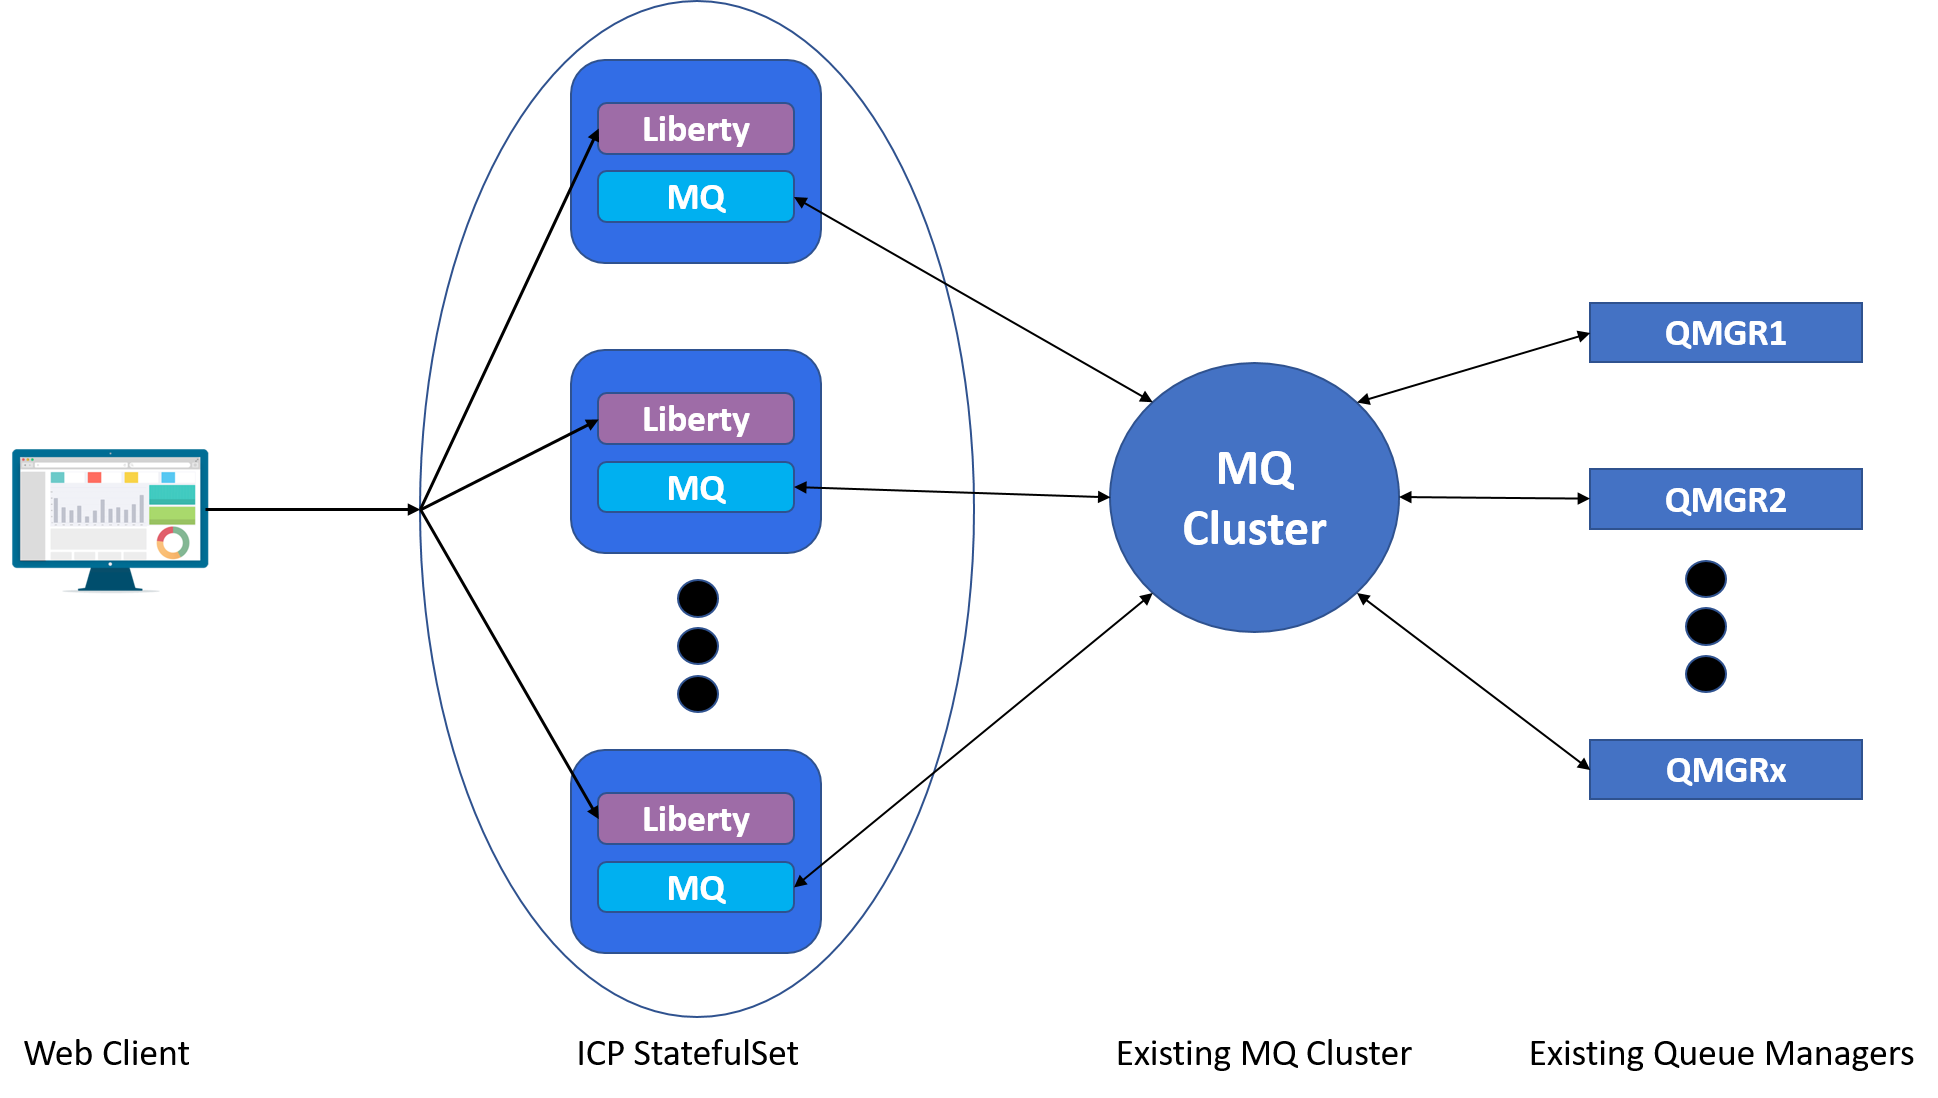 Liberty
MQ
Liberty
MQ
Liberty
MQ
MQ
Cluster
QMGR1
QMGR2
QMGRx
Web Client
ICP StatefulSet
Existing MQ Cluster
Existing Queue Managers